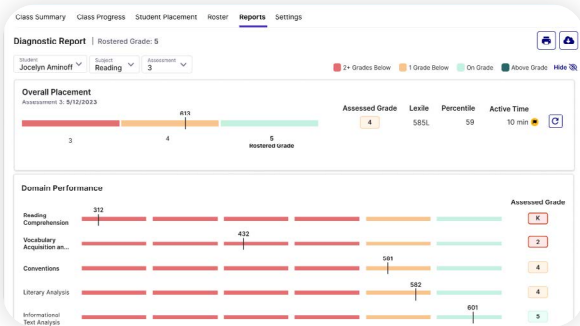 Class Summary Class Progress Student Placement Roster Reports Settings
Diagnostic Report | Rostered Grade: 5
Student Subject Assessment
Jocelyn Aminoff Reading 3
2+ Grades Below 1 Grade Below On Grade Above Grade Hide
Overall Placement
Assessment 3: 5/12/2023
613
Assessed Grade Lexile Percentile Active Time
4 585L 59 10 min
3 4 5
Rostered Grade
Domain Performance
Assessed Grade
312
Reading
Comprehension
K
432
Vocabulary
Acquisition an...
2
581
Conventions
4
582
Literary Analysis
4
601
Informational
Text Analysis
5